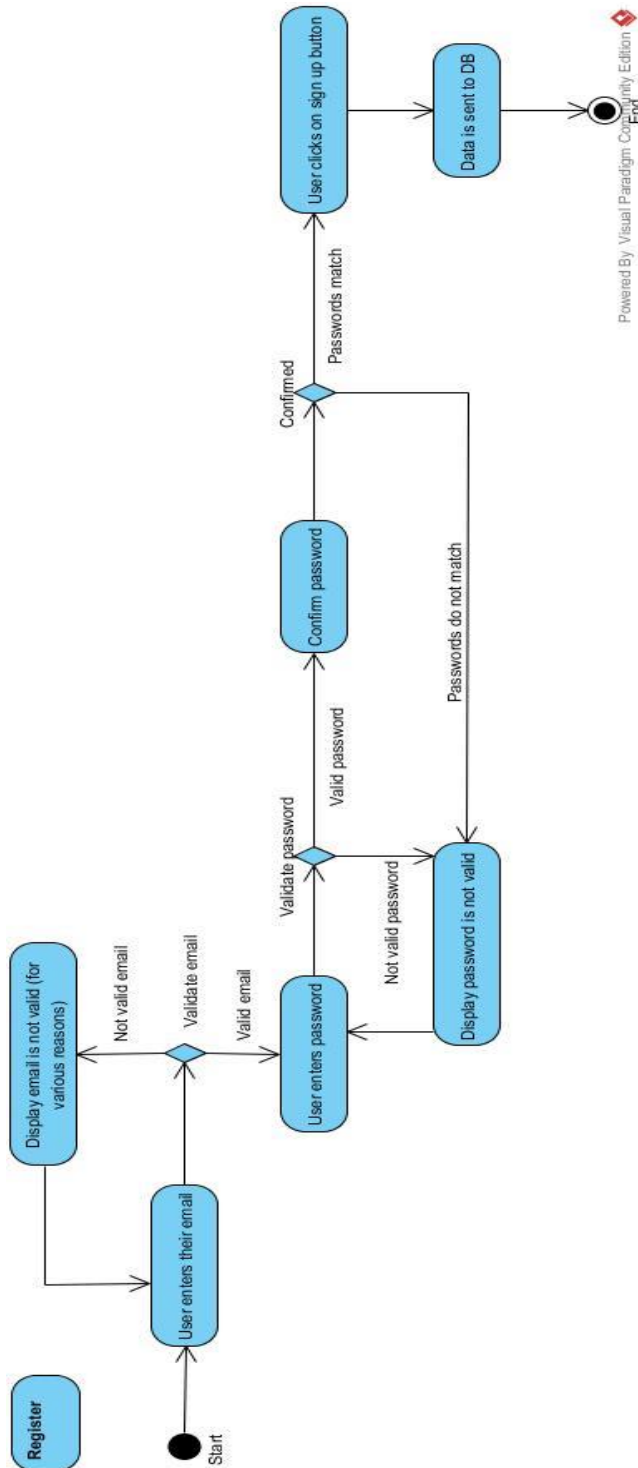 Register
Start
User enters their email
Display email is not valid (for
various reasons)
Not valid email
Validate email
Valid email
User enters password
Validate password
Not valid password
Display password is not valid
Valid password
Confirm password
Confirmed
Passwords do not match
Passwords match
User clicks on sign up button
Data is sent to DB
End
Powered By Visual Paradigm Community Edition